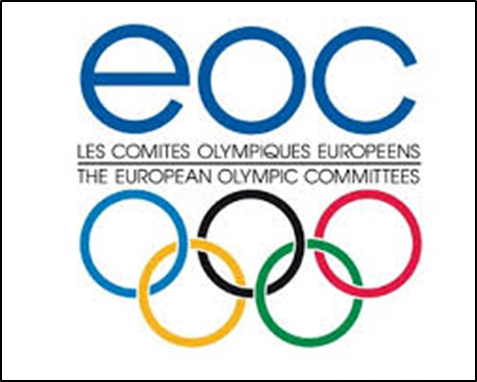 eoc
LES COMITES OLYMPIQUES EUROPEENS
THE EUROPEAN OLYMPIC COMMITTEES